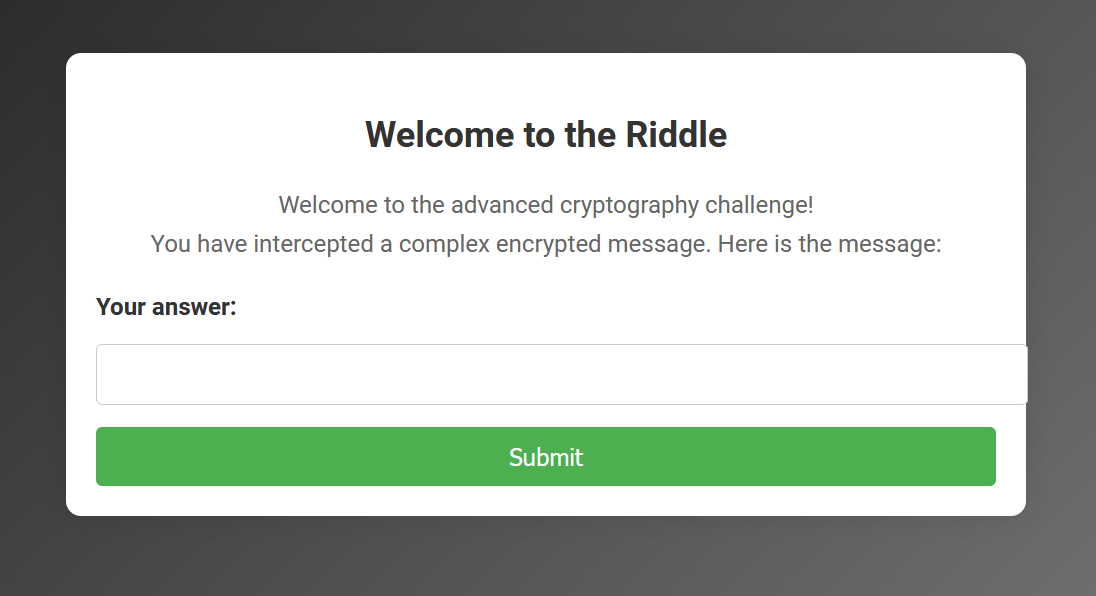 Welcome to the Riddle
Welcome to the advanced cryptography challenge!
You have intercepted a complex encrypted message. Here is the message:
Your answer:
Submit